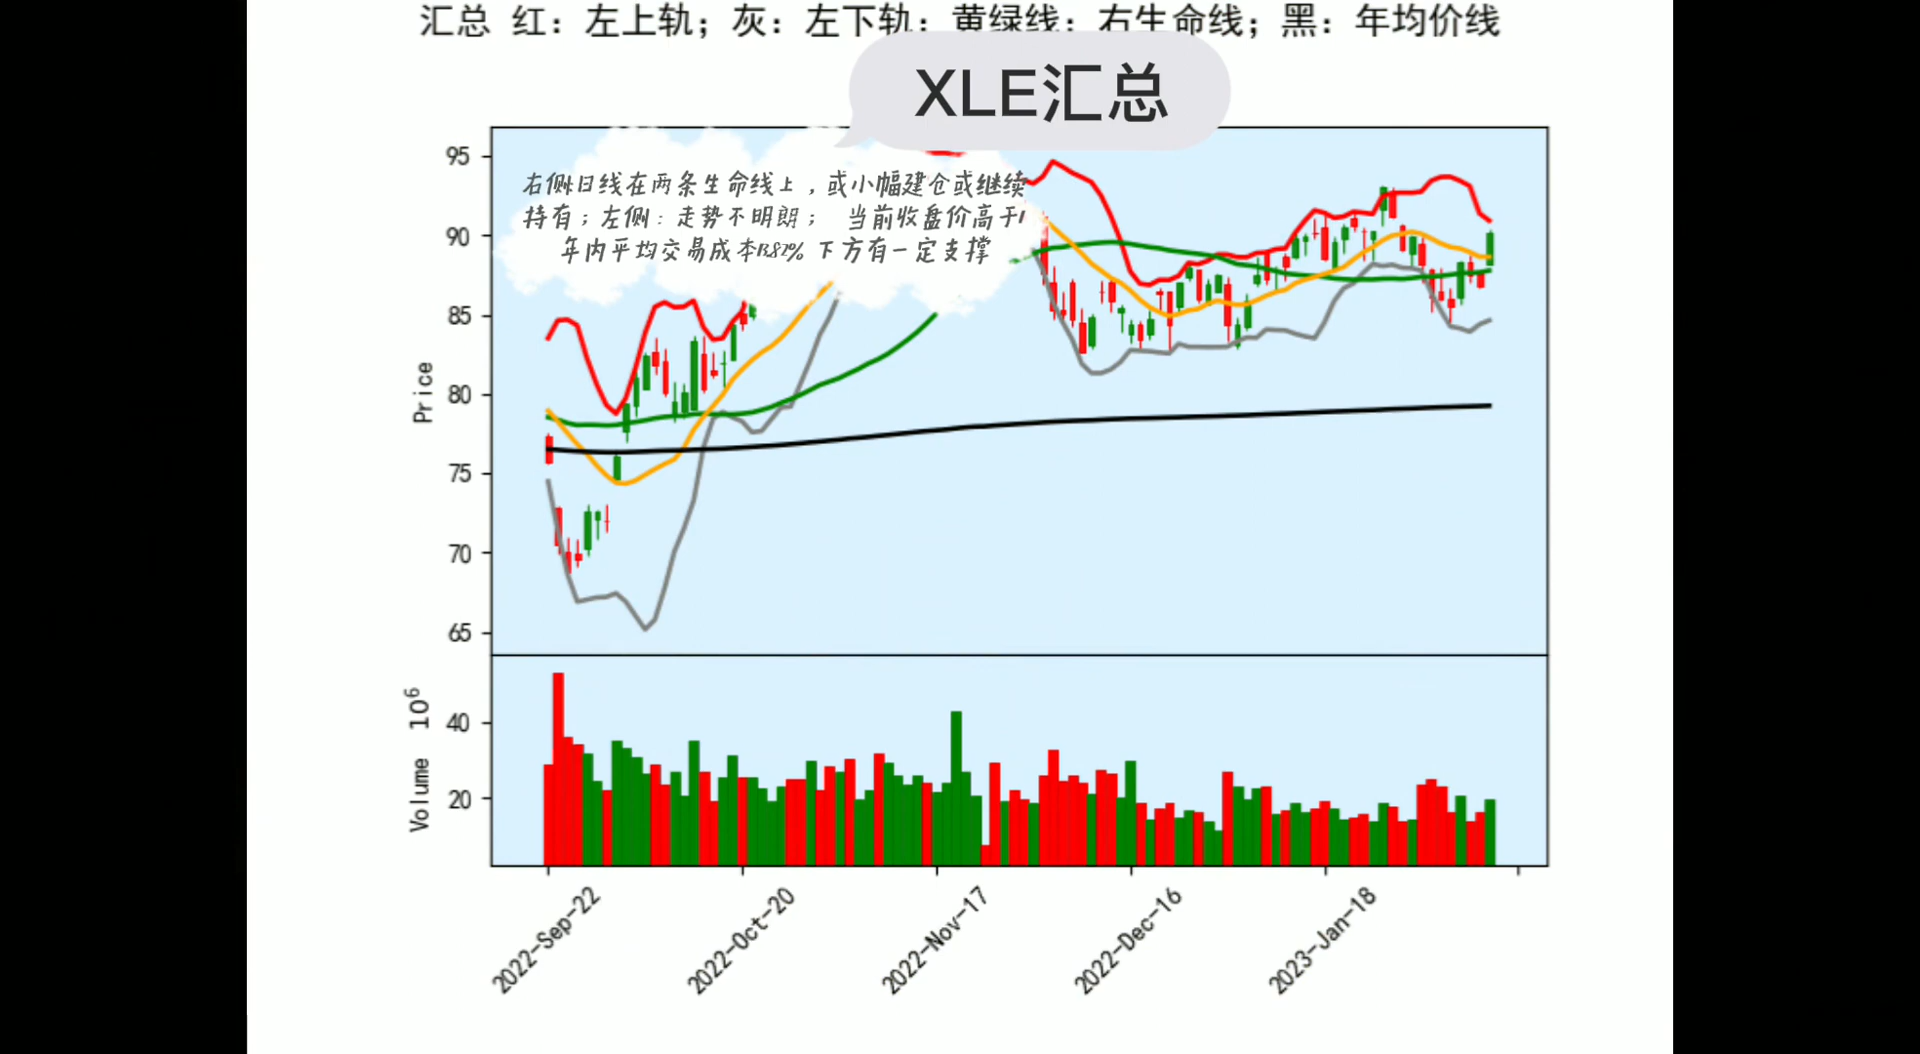 汇总 红：左上轨；灰：左下轨；黄绿线：右生命线；黑：年均价线
XLE汇总
右侧日线在两条生命线上，或小幅建仓或继续
持有；左侧：走势不明朗； 当前收盘价高于
年内平均交易成本13.82% 下方有一定支撑
95
90
85
80
75
70
65
Price
Volume 10^6
40
20
2022-Sep-22
2022-Oct-20
2022-Nov-17
2022-Dec-16
2023-Jan-18